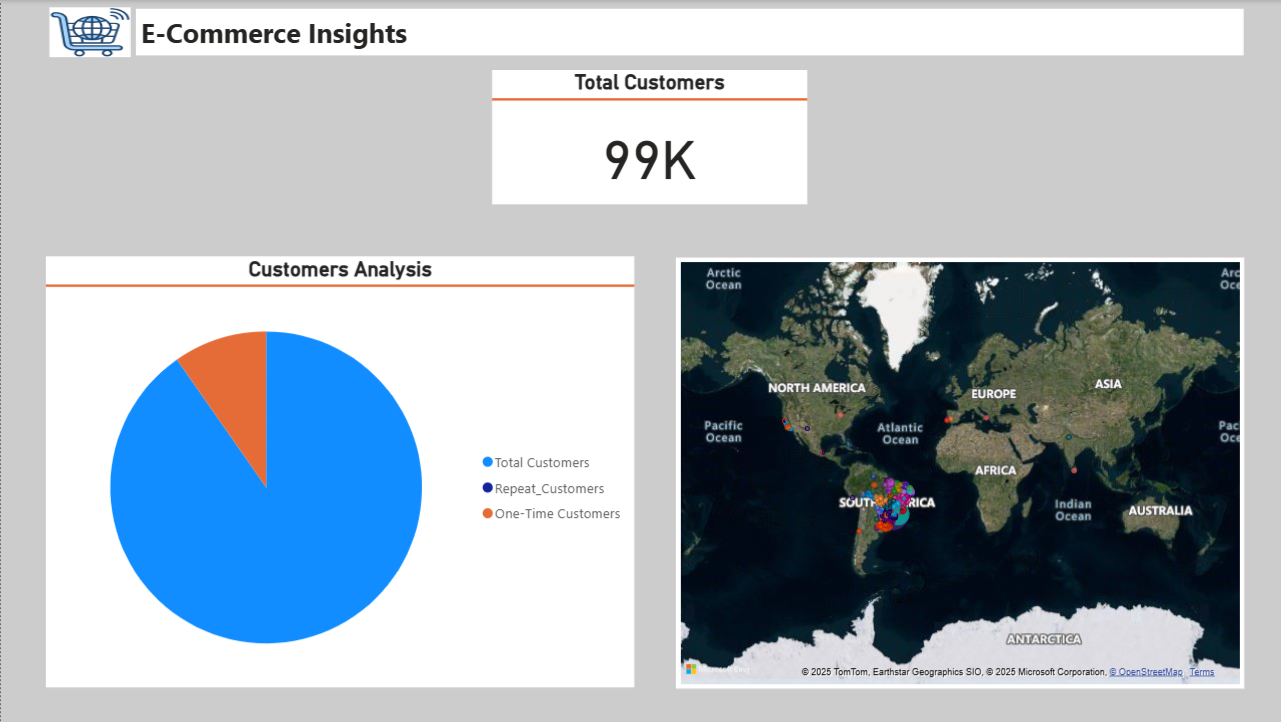 E-Commerce Insights
Total Customers
99K
Customers Analysis
Total Customers
Repeat_Customers
One-Time Customers
Arctic
Ocean
Arc
Oce
NORTH AMERICA
EUROPE
ASIA
Pacific
Ocean
Atlantic
Ocean
Pac
Oce
AFRICA
SOUTH RICA
Indian
Ocean
AUSTRALIA
ANTARCTICA
© 2025 TomTom, Earthstar Geographics SIO, © 2025 Microsoft Corporation, © OpenStreetMap Terms